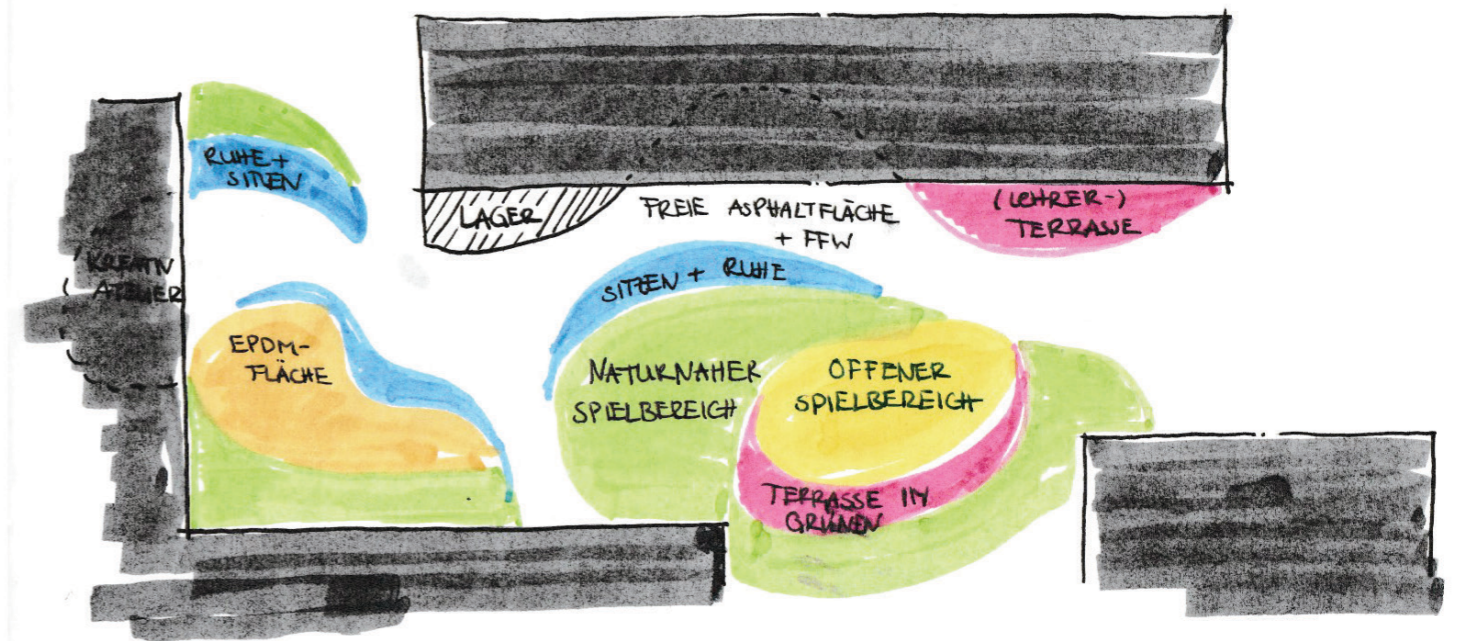 RUHE +
SITZEN
LAGER
FREIE ASPHALTFLÄCHE
+ FFW
(LEHRER-)
TERRASSE
KREATIV
ATELIER
SITZEN + RUHE
EPDM-
FLÄCHE
NATURNAHER
SPIELBEREICH
OFFENER
SPIELBEREICH
TERRASSE IM
GRÜNEN